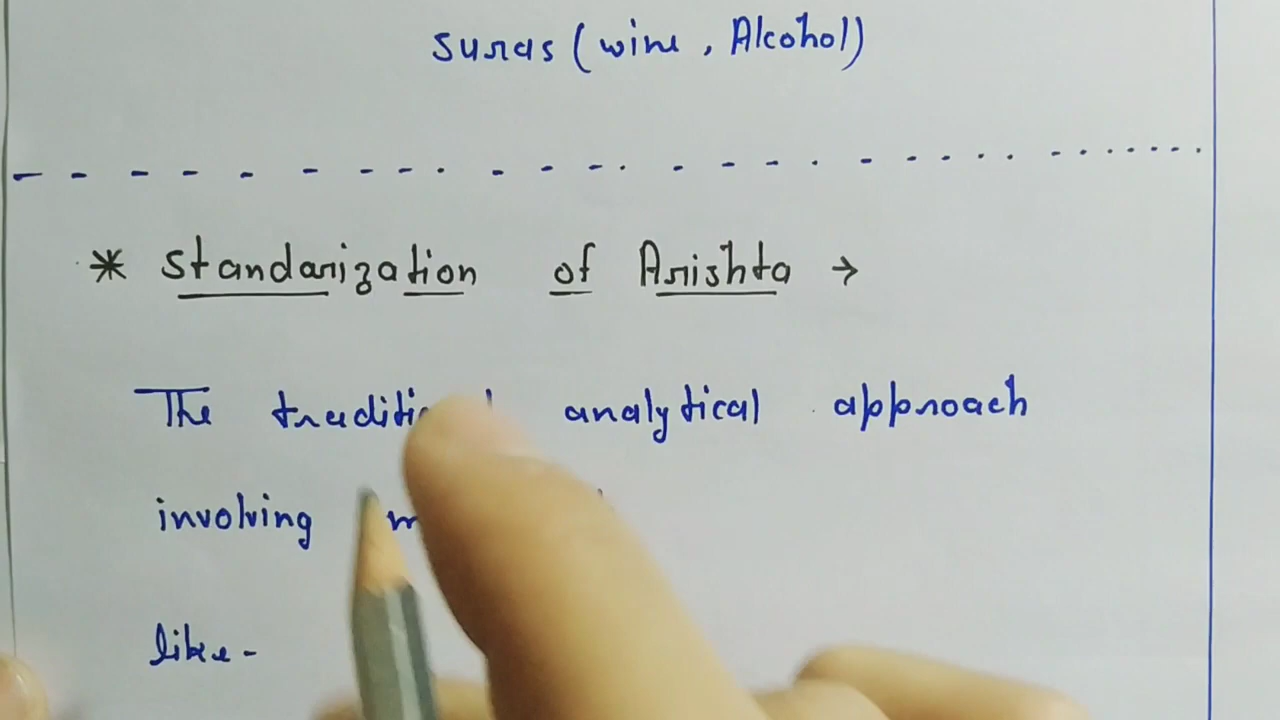 suras (wine, Alcohol)
* Standarization of Arishta →
The analytical approach
involving
like-